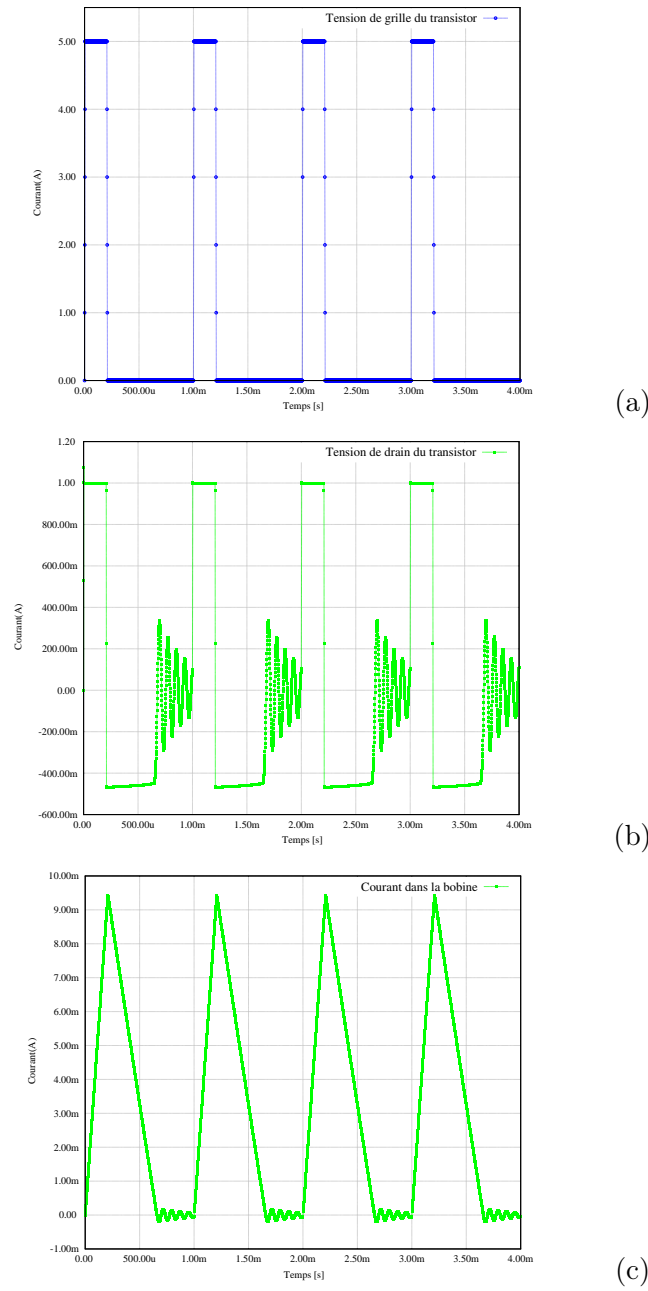 Tension de grille du transistor
5.00
4.00
3.00
2.00
1.00
0.00
Courant(A)
0.00 500.00u 1.00m 1.50m 2.00m 2.50m 3.00m 3.50m 4.00m
Temps [s]
(a)
Tension de drain du transistor
1.20
1.00
800.00m
600.00m
400.00m
200.00m
0.00
-200.00m
-400.00m
-600.00m
Courant(A)
0.00 500.00u 1.00m 1.50m 2.00m 2.50m 3.00m 3.50m 4.00m
Temps [s]
(b)
Courant dans la bobine
10.00m
9.00m
8.00m
7.00m
6.00m
5.00m
4.00m
3.00m
2.00m
1.00m
0.00
-1.00m
Courant(A)
0.00 500.00u 1.00m 1.50m 2.00m 2.50m 3.00m 3.50m 4.00m
Temps [s]
(c)